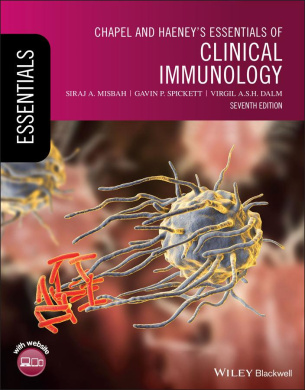 ESSENTIALS
CHAPEL AND HAENEY'S ESSENTIALS OF
CLINICAL
IMMUNOLOGY
SIRAJ A. MISBAH | GAVIN P. SPICKETT | VIRGIL A.S.H. DALM
SEVENTH EDITION
with website
WILEY Blackwell